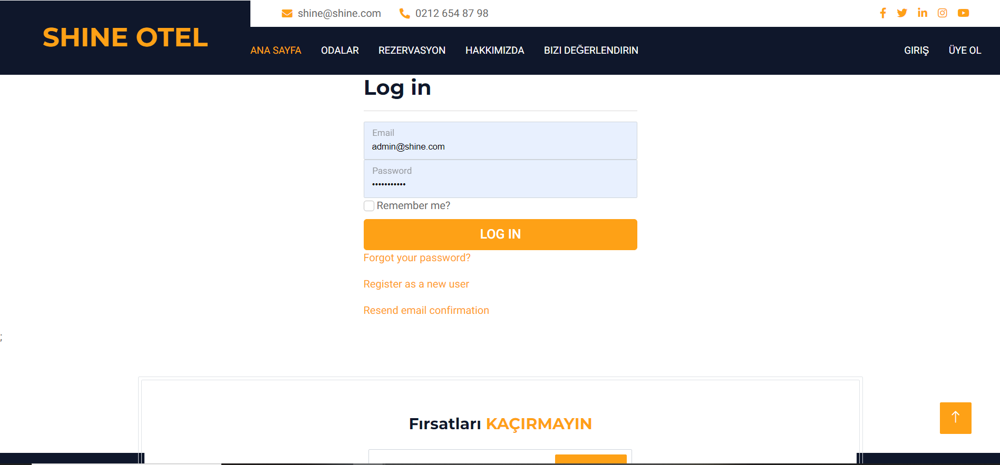 SHINE OTEL
shine@shine.com
0212 654 87 98
ANA SAYFA
ODALAR
REZERVASYON
HAKKIMIZDA
BIZI DEĞERLENDIRIN
GIRIŞ
ÜYE OL
Log in
Email
admin@shine.com
Password
•••••••••••
Remember me?
LOG IN
Forgot your password?
Register as a new user
Resend email confirmation
;
Fırsatları KAÇIRMAYIN